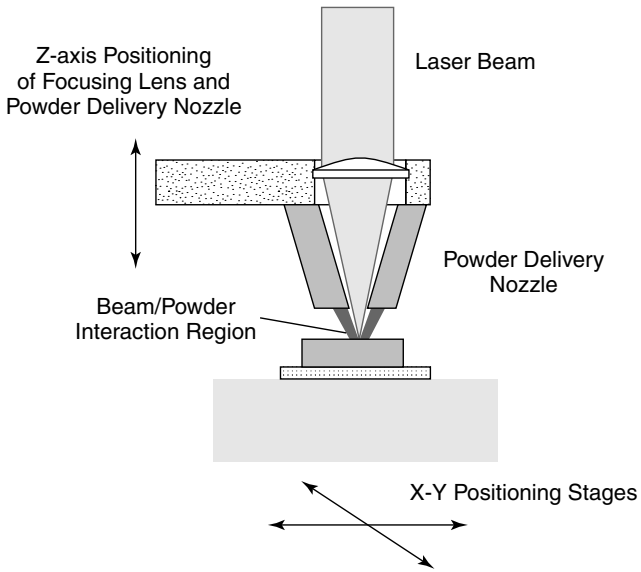 Z-axis Positioning
of Focusing Lens and
Powder Delivery Nozzle
Laser Beam
Powder Delivery
Nozzle
Beam/Powder
Interaction Region
X-Y Positioning Stages